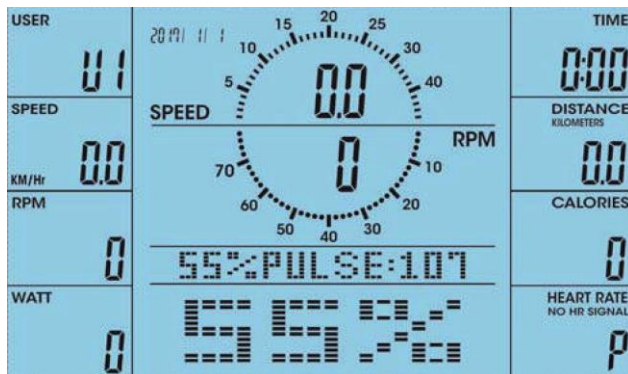 USER
U1
SPEED
KM/Hr 0.0
RPM
0
WATT
0
2017/ 1/ 1
5 10 15 20 25 30 40
0.0
SPEED
RPM
0
70 60 50 40 30 20 10
55%PULSE:107
55%
TIME
0:00
DISTANCE
KILOMETERS
0.0
CALORIES
0
HEART RATE
NO HR SIGNAL
P